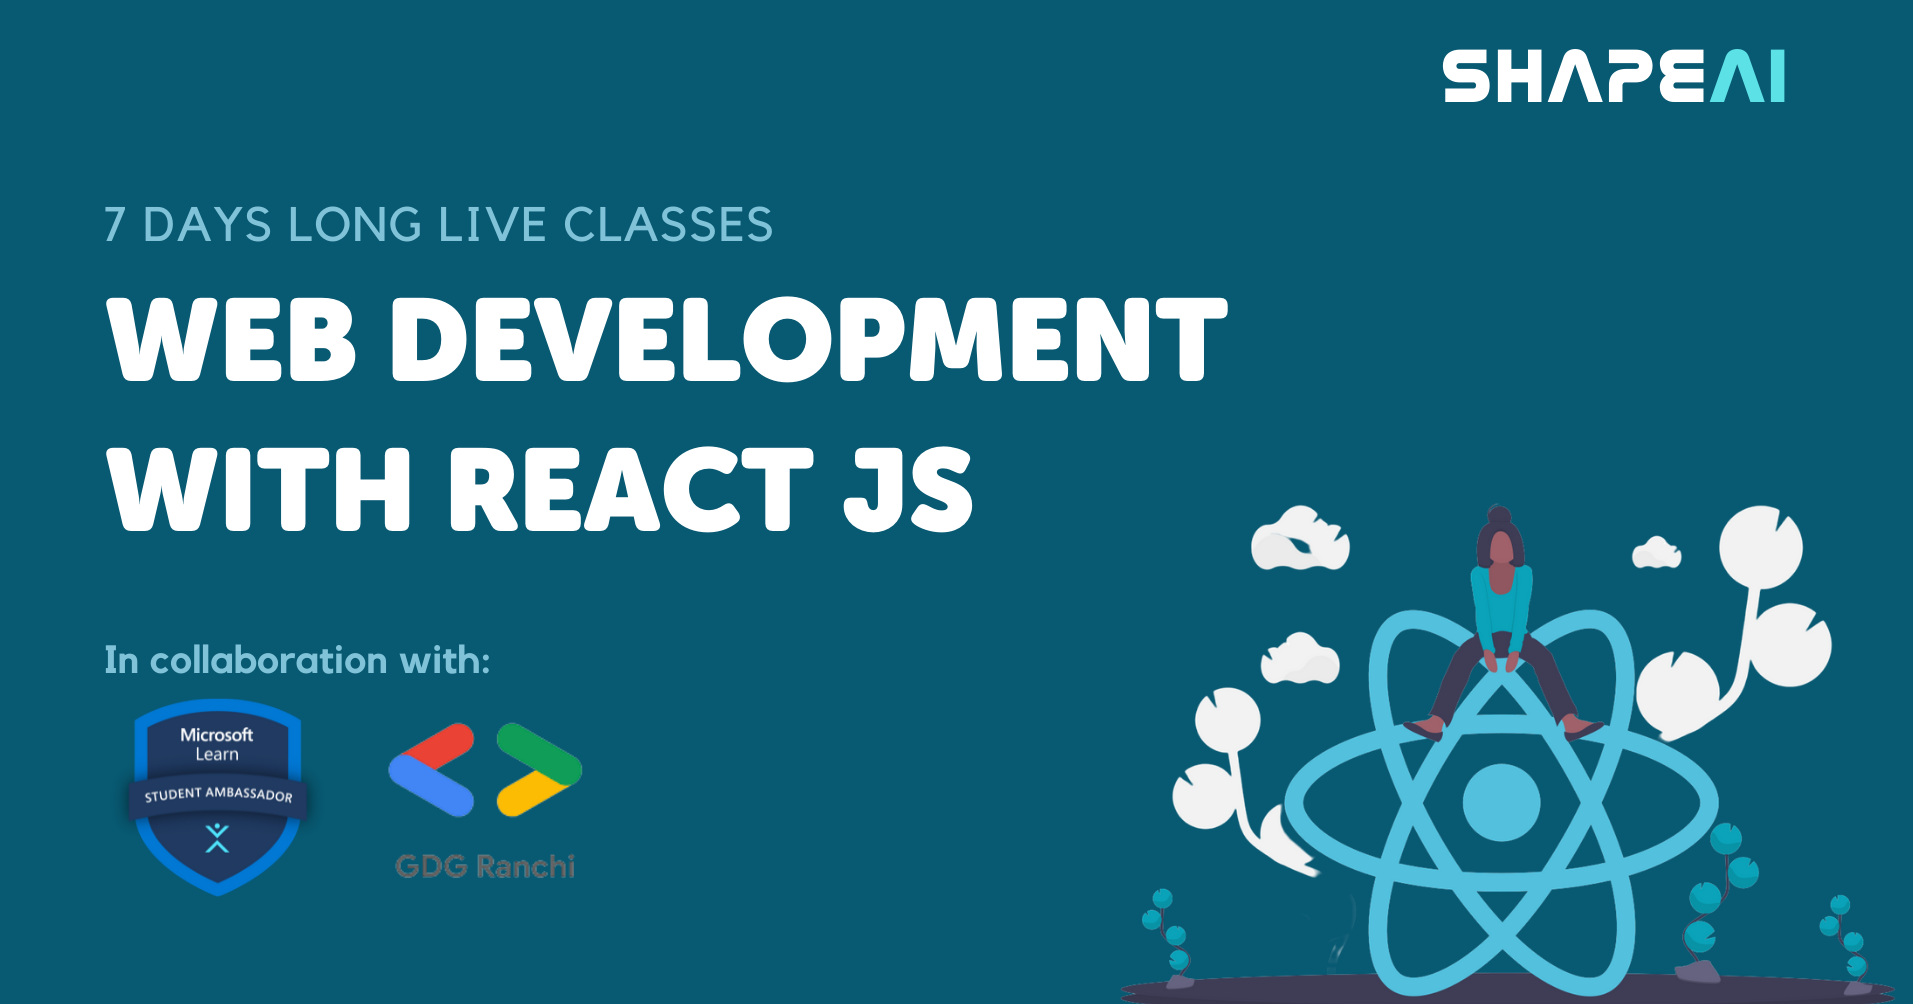 SHAPEAI
7 DAYS LONG LIVE CLASSES
WEB DEVELOPMENT
WITH REACT JS
In collaboration with:
Microsoft
Learn
STUDENT AMBASSADOR
GDG Ranchi